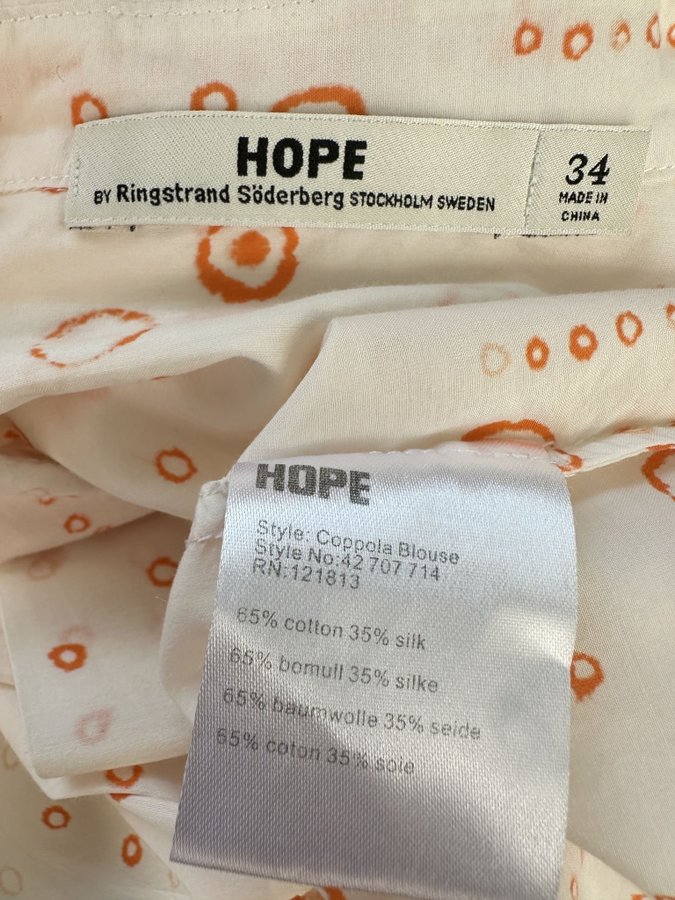 HOPE
BY Ringstrand Söderberg STOCKHOLM SWEDEN
34
MADE IN
CHINA
HOPE
Style: Coppola Blouse
Style No:42 707 714
RN:121813
65% cotton 35% silk
65% bomull 35% silke
65% baumwolle 35% seide
65% coton 35% soie